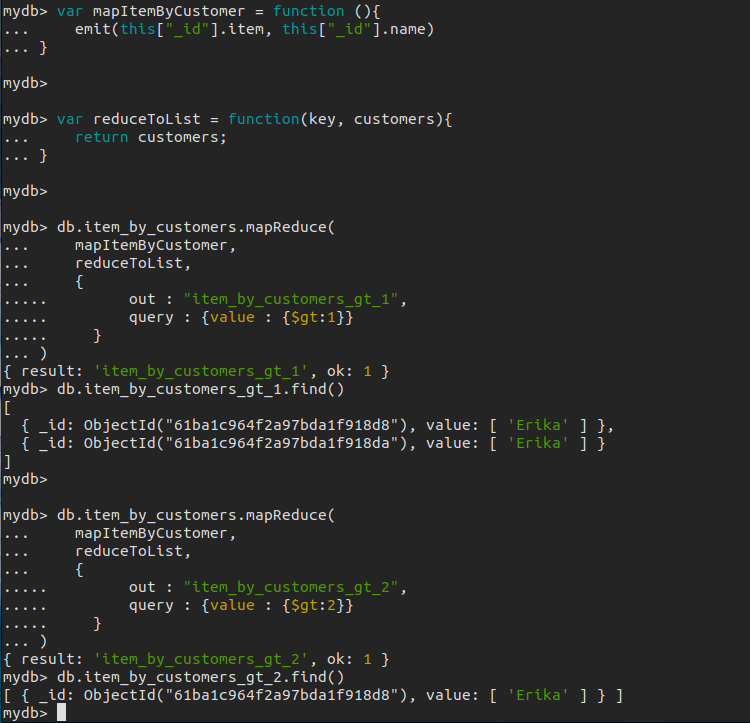 mydb> var mapItemByCustomer = function (){
...     emit(this["_id"].item, this["_id"].name)
... }
mydb>
mydb> var reduceToList = function(key, customers){
...     return customers;
... }
mydb>
mydb> db.item_by_customers.mapReduce(
...     mapItemByCustomer,
...     reduceToList,
...     {
.....         out : "item_by_customers_gt_1",
.....         query : {value : {$gt:1}}
.....     }
... )
{ result: 'item_by_customers_gt_1', ok: 1 }
mydb> db.item_by_customers_gt_1.find()
[
  { _id: ObjectId("61ba1c964f2a97bda1f918d8"), value: [ 'Erika' ] },
  { _id: ObjectId("61ba1c964f2a97bda1f918da"), value: [ 'Erika' ] }
]
mydb>
mydb> db.item_by_customers.mapReduce(
...     mapItemByCustomer,
...     reduceToList,
...     {
.....         out : "item_by_customers_gt_2",
.....         query : {value : {$gt:2}}
.....     }
... )
{ result: 'item_by_customers_gt_2', ok: 1 }
mydb> db.item_by_customers_gt_2.find()
[ { _id: ObjectId("61ba1c964f2a97bda1f918d8"), value: [ 'Erika' ] } ]
mydb>